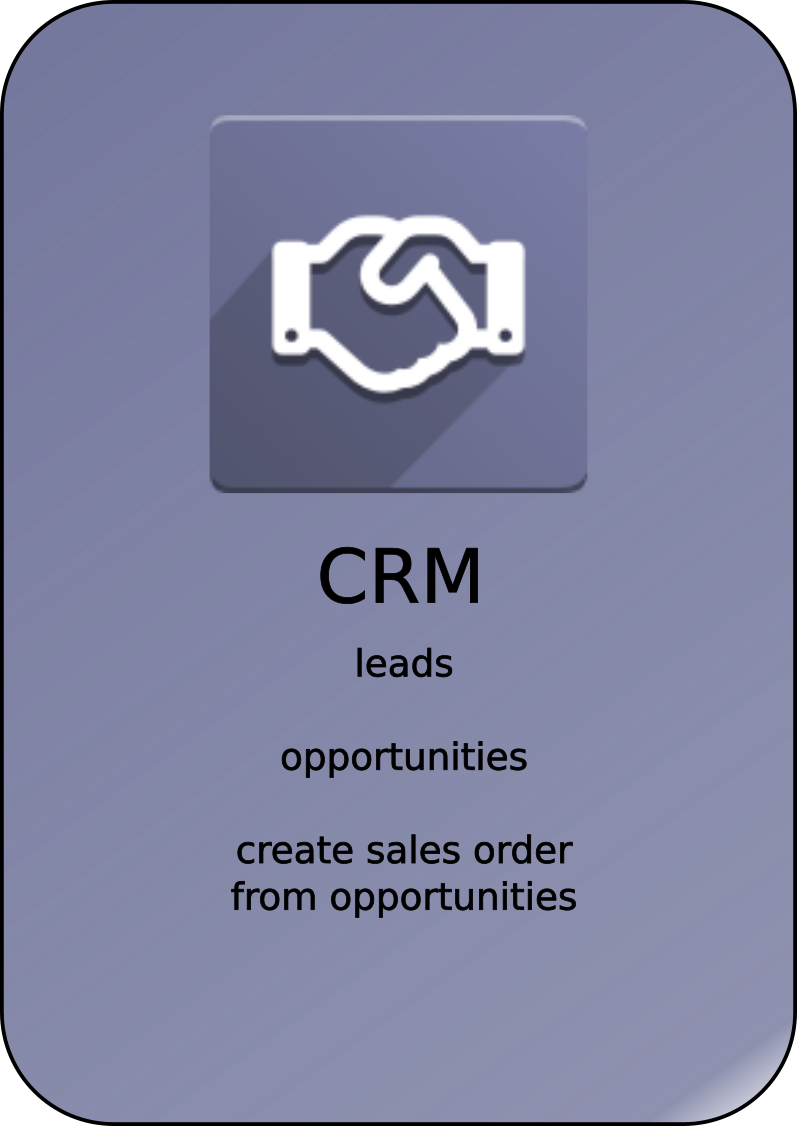 CRM
leads
opportunities
create sales order
from opportunities